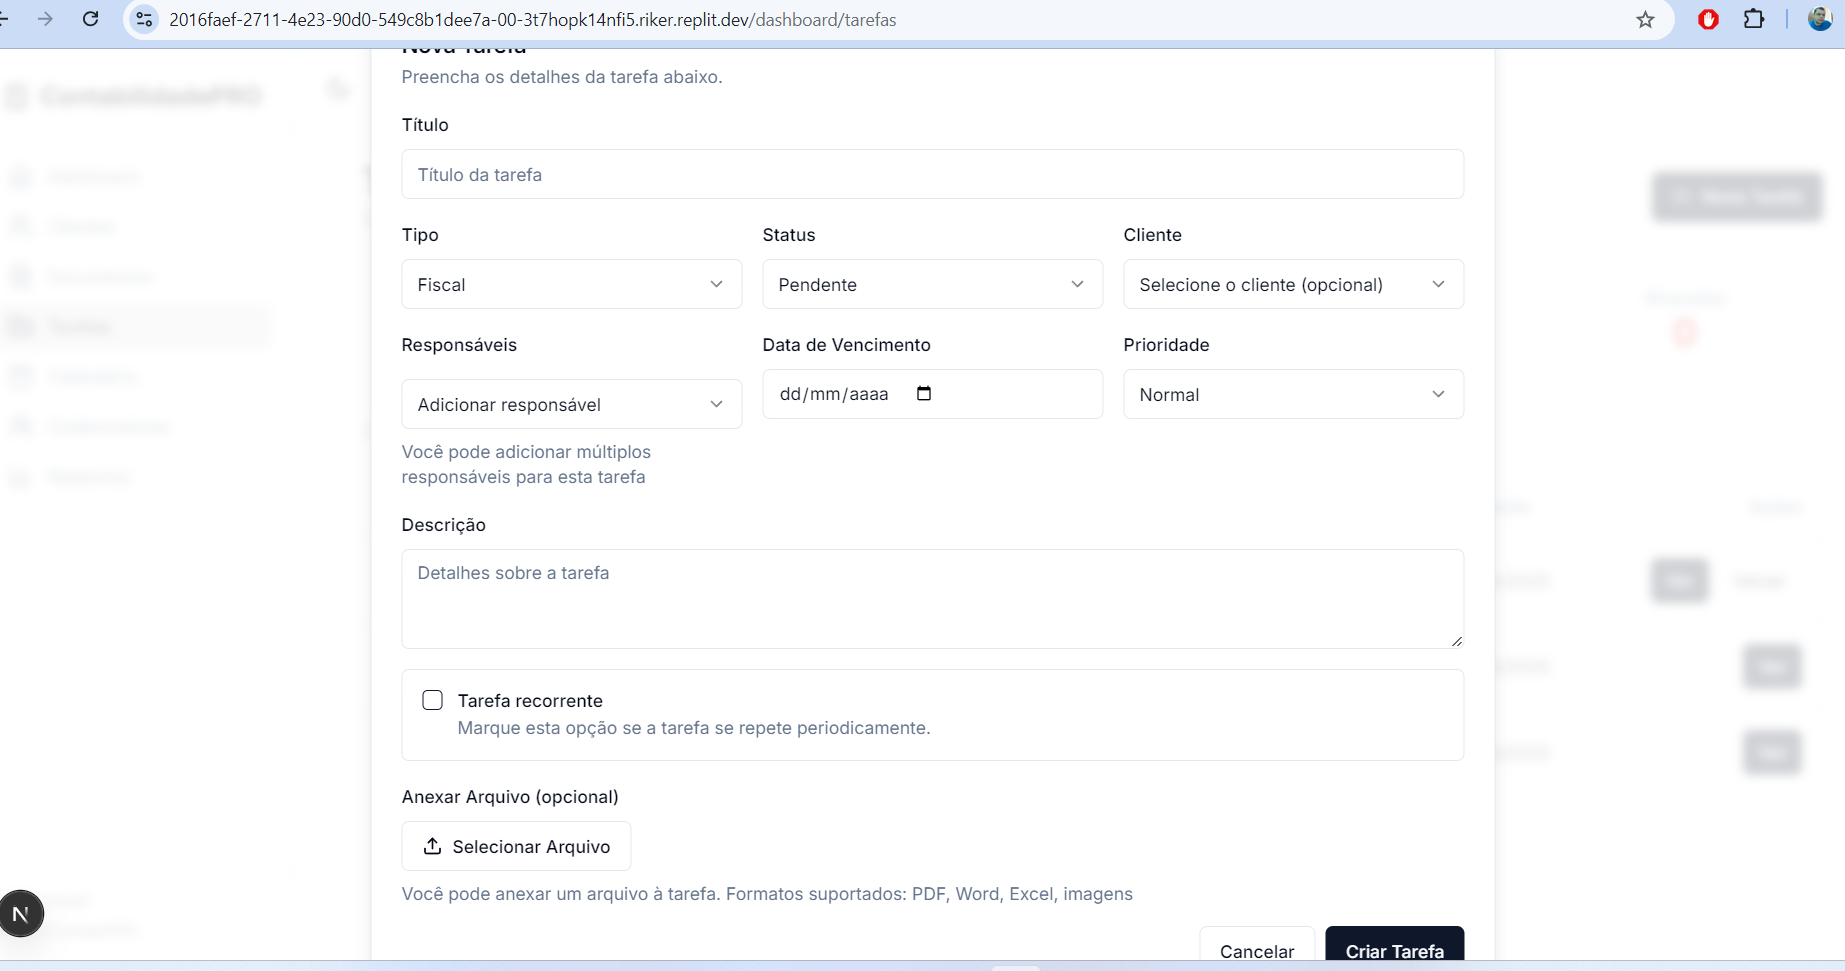 2016faef-2711-4e23-90d0-549c8b1dee7a-00-3t7hopk14nfi5.riker.replit.dev/dashboard/tarefas
Nova Tarefa
Preencha os detalhes da tarefa abaixo.
ContabilidadePRO
Título
Título da tarefa
Tipo
Status
Cliente
Fiscal
Pendente
Selecione o cliente (opcional)
Responsáveis
Data de Vencimento
Prioridade
Adicionar responsável
dd/mm/aaaa
Normal
Você pode adicionar múltiplos
responsáveis para esta tarefa
Descrição
Detalhes sobre a tarefa
Tarefa recorrente
Marque esta opção se a tarefa se repete periodicamente.
Anexar Arquivo (opcional)
Selecionar Arquivo
Você pode anexar um arquivo à tarefa. Formatos suportados: PDF, Word, Excel, imagens
N
Cancelar
Criar Tarefa